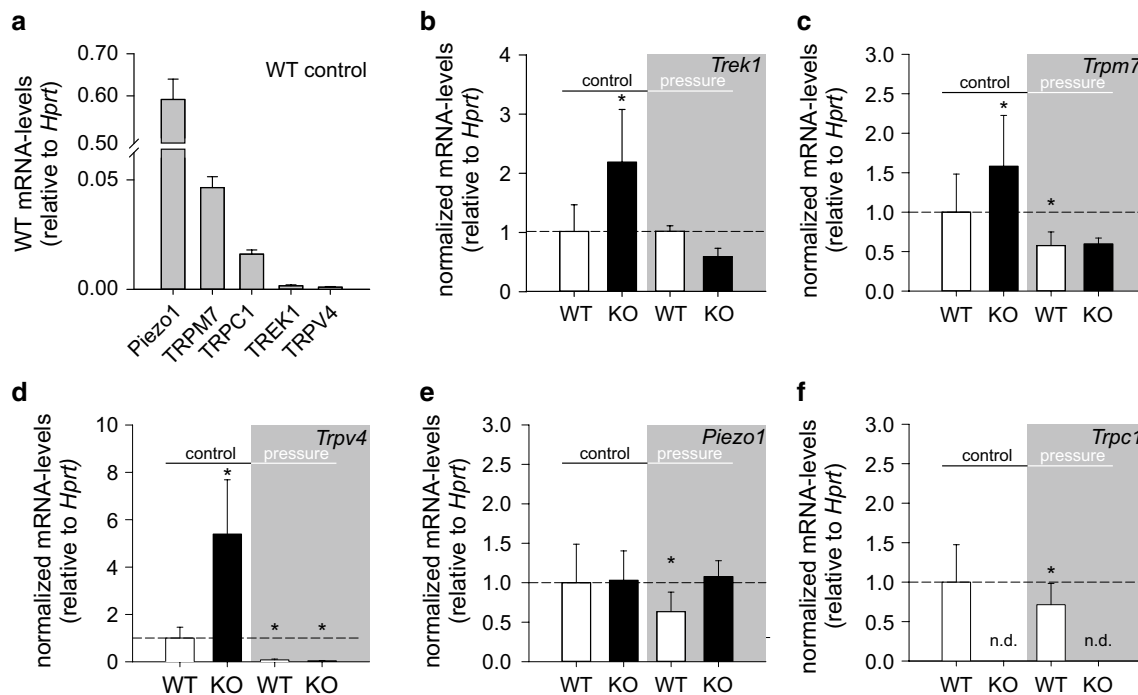 a
WT mRNA-levels
(relative to Hprt)
0.70
0.60
0.50
0.05
0.00
WT control
Piezo1
TRPM7
TRPC1
TREK1
TRPV4
b
normalized mRNA-levels
(relative to Hprt)
4
3
2
1
0
Trek1
control
pressure
*
WT
KO
WT
KO
c
normalized mRNA-levels
(relative to Hprt)
3.0
2.5
2.0
1.5
1.0
0.5
0.0
Trpm7
control
pressure
*
*
WT
KO
WT
KO
d
normalized mRNA-levels
(relative to Hprt)
10
8
6
4
2
0
Trpv4
control
pressure
*
*
*
WT
KO
WT
KO
e
normalized mRNA-levels
(relative to Hprt)
3.0
2.5
2.0
1.5
1.0
0.5
0.0
Piezo1
control
pressure
*
WT
KO
WT
KO
f
normalized mRNA-levels
(relative to Hprt)
3.0
2.5
2.0
1.5
1.0
0.5
0.0
Trpc1
control
pressure
*
n.d.
n.d.
WT
KO
WT
KO